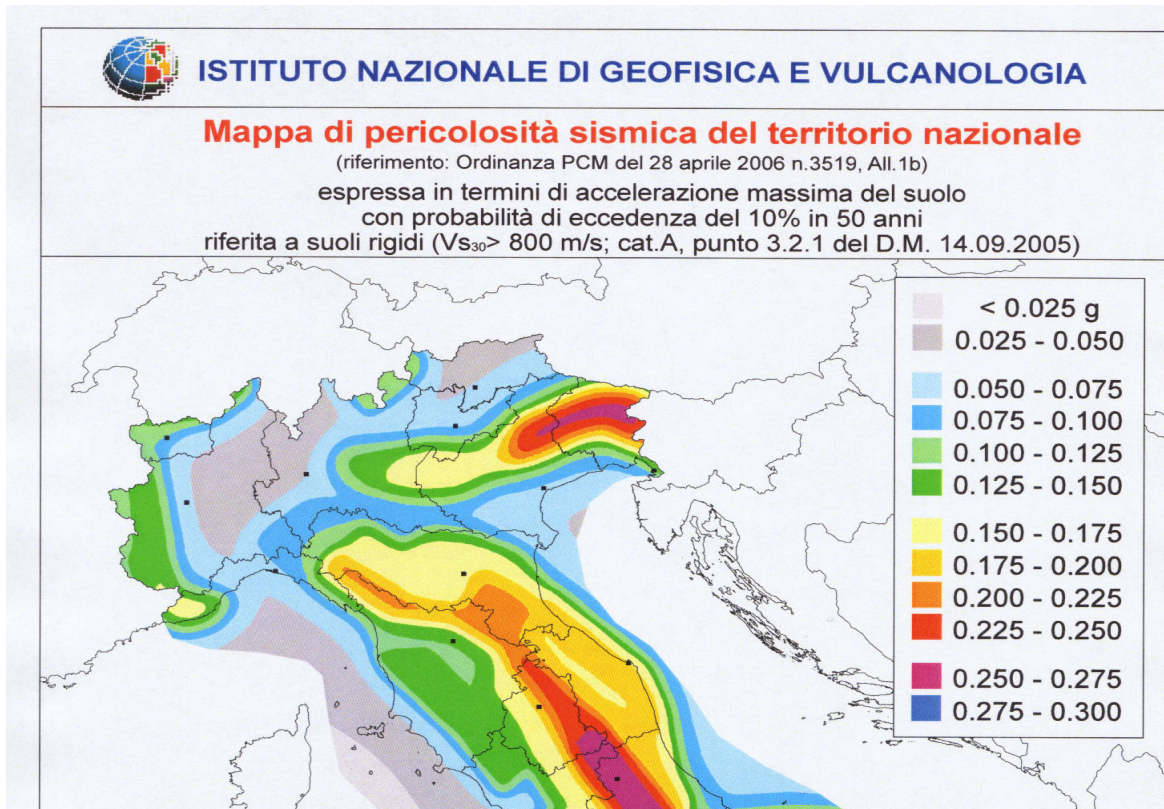 ISTITUTO NAZIONALE DI GEOFISICA E VULCANOLOGIA
Mappa di pericolosità sismica del territorio nazionale
(riferimento: Ordinanza PCM del 28 aprile 2006 n.3519, All.1b)
espressa in termini di accelerazione massima del suolo
con probabilità di eccedenza del 10% in 50 anni
riferita a suoli rigidi (Vs₃₀> 800 m/s; cat.A, punto 3.2.1 del D.M. 14.09.2005)
< 0.025 g
0.025 - 0.050
0.050 - 0.075
0.075 - 0.100
0.100 - 0.125
0.125 - 0.150
0.150 - 0.175
0.175 - 0.200
0.200 - 0.225
0.225 - 0.250
0.250 - 0.275
0.275 - 0.300